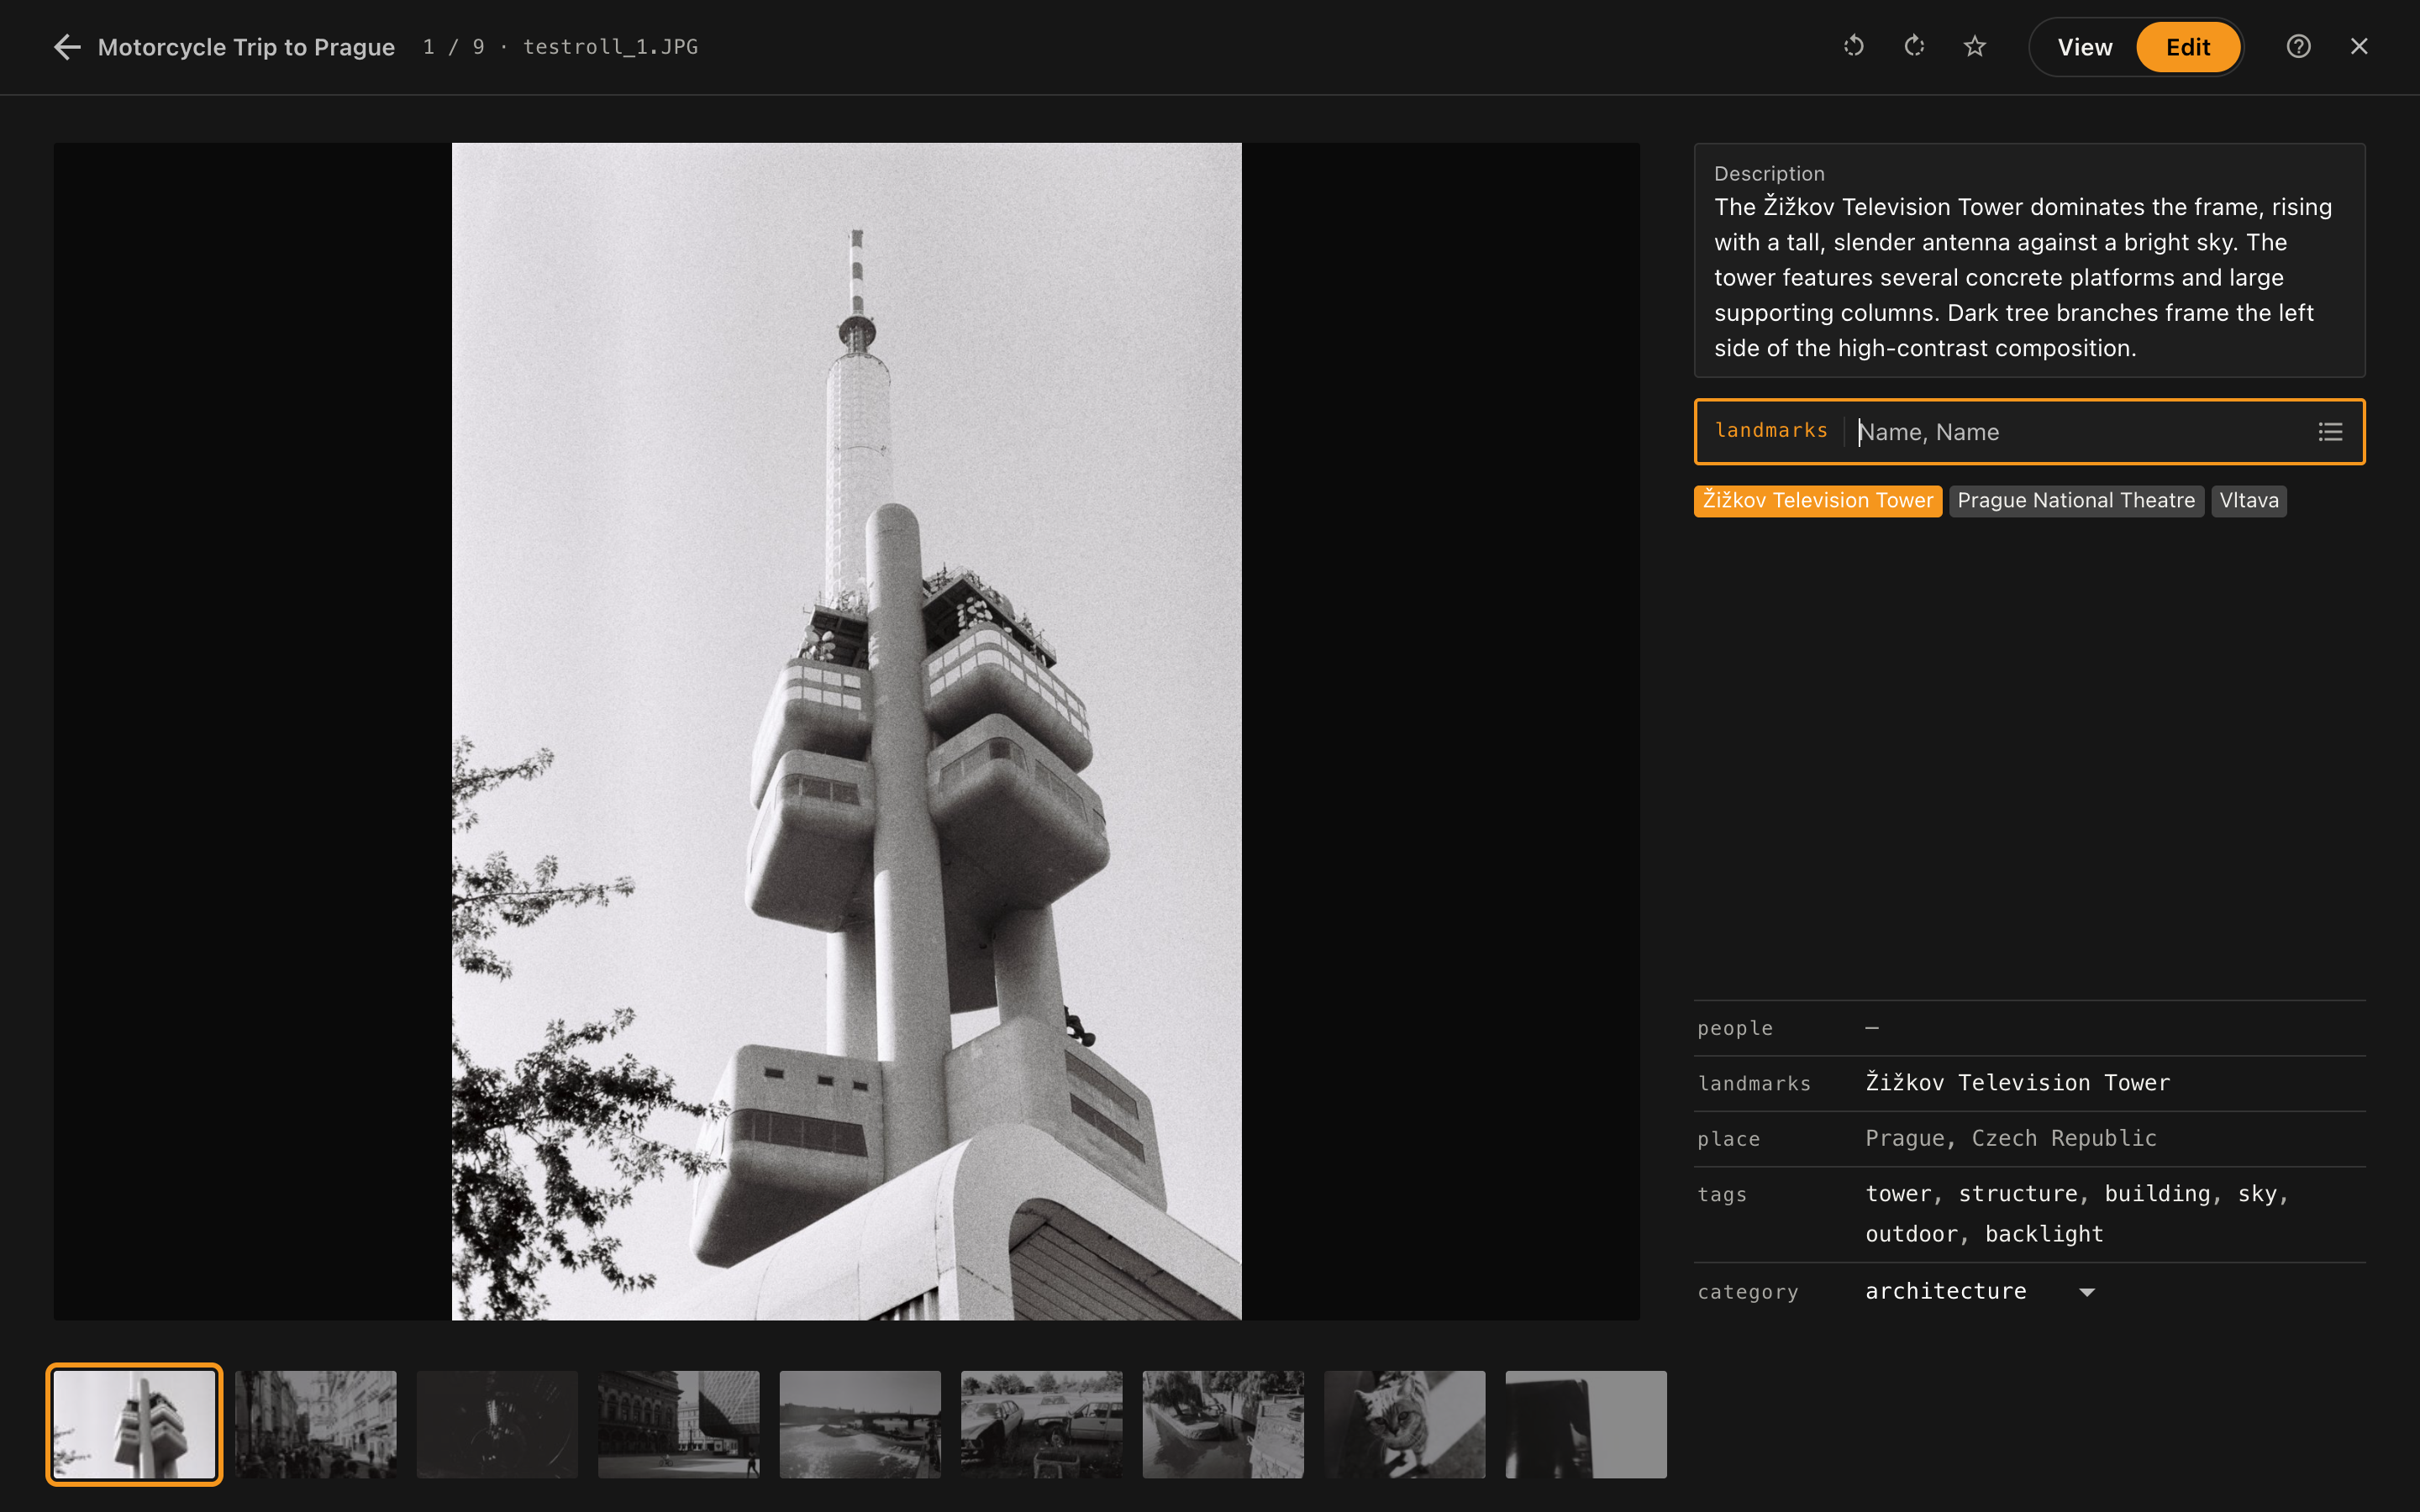 Motorcycle Trip to Prague
1 / 9 · testroll_1.JPG
View
Edit
Description
The Žižkov Television Tower dominates the frame, rising
with a tall, slender antenna against a bright sky. The
tower features several concrete platforms and large
supporting columns. Dark tree branches frame the left
side of the high-contrast composition.
landmarks
Name, Name
Žižkov Television Tower
Prague National Theatre
Vltava
people –
landmarks Žižkov Television Tower
place Prague, Czech Republic
tags tower, structure, building, sky,
outdoor, backlight
category architecture